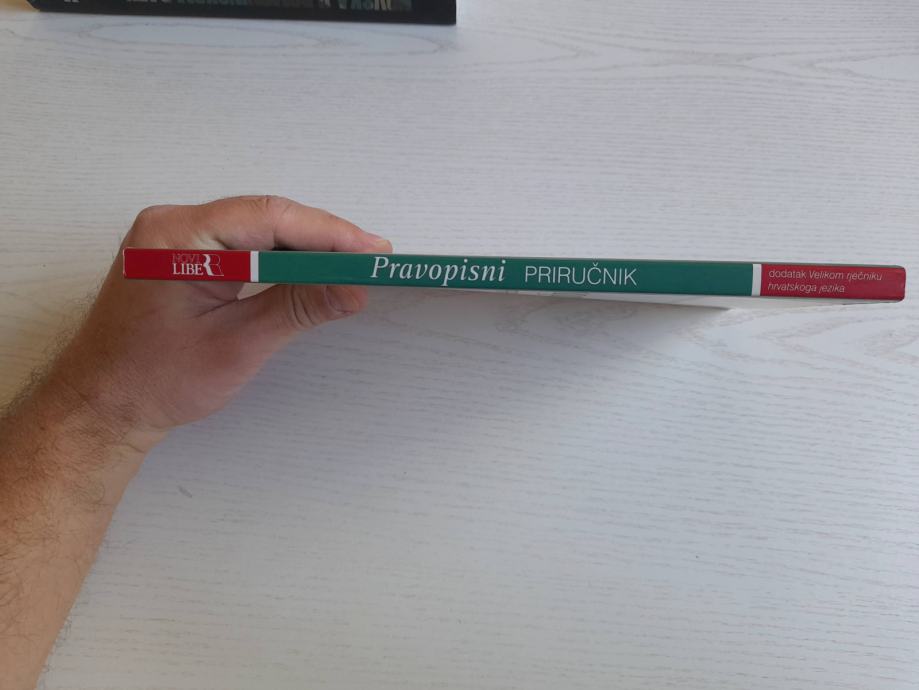 NOVI
LIBER
Pravopisni PRIRUČNIK
dodatak Velikom rječniku
hrvatskoga jezika